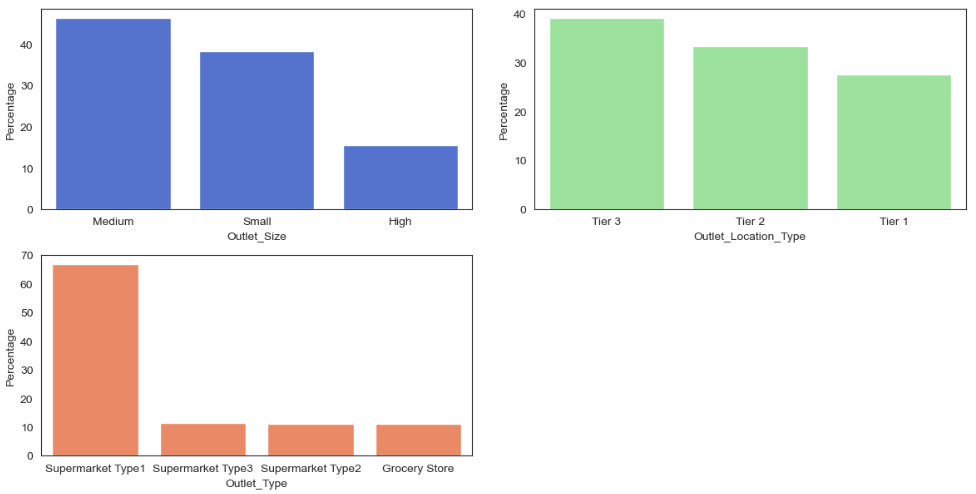 Percentage
40
30
20
10
0
Medium Small High
Outlet_Size
Percentage
40
30
20
10
0
Tier 3 Tier 2 Tier 1
Outlet_Location_Type
Percentage
70
60
50
40
30
20
10
0
Supermarket Type1 Supermarket Type3 Supermarket Type2 Grocery Store
Outlet_Type